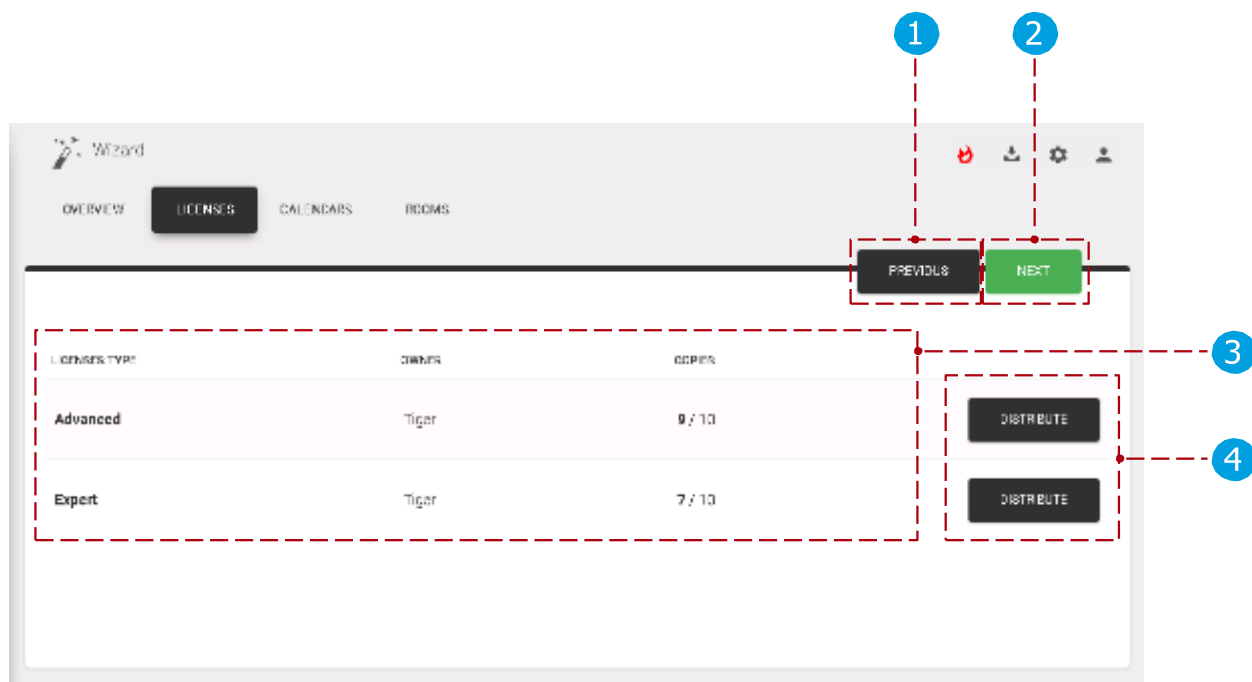 1 2
Wizard
OVERVIEW LICENSES CALENDARS ROOMS
PREVIOUS NEXT
3
LICENSES TYPE OWNER COPIES
Advanced Tiger 9 / 10 DISTRIBUTE
4
Expert Tiger 7 / 10 DISTRIBUTE